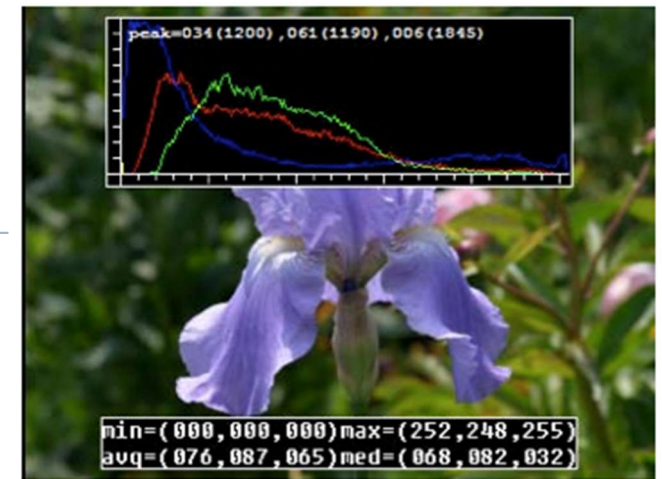 peak=034(1200),061(1190),006(1845)
min=(000,000,000)max=(252,248,255)
avg=(076,087,065)med=(068,082,032)